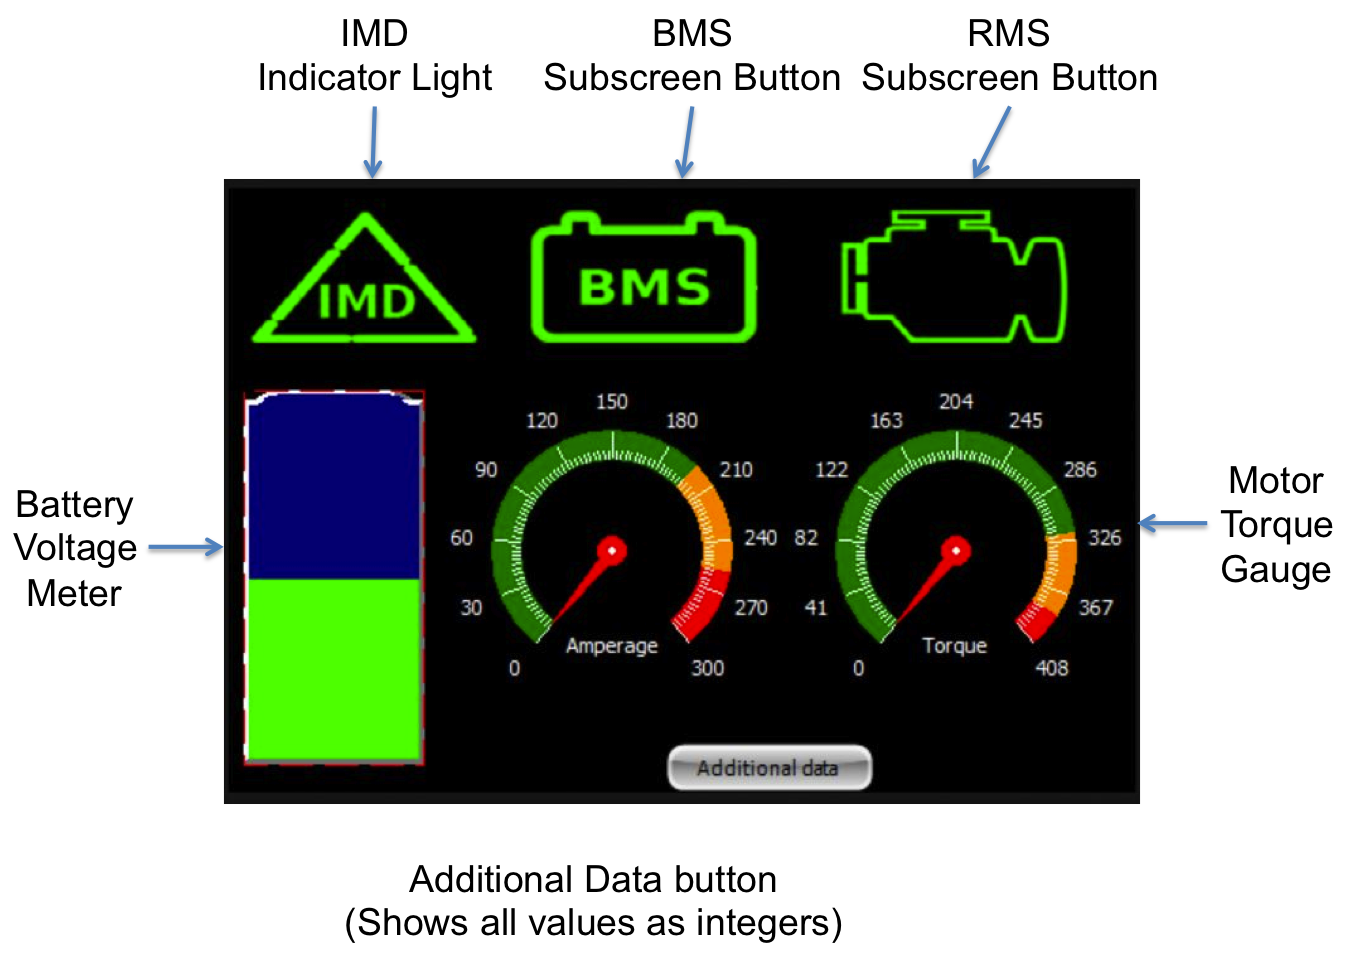 IMD
Indicator Light
BMS
Subscreen Button
RMS
Subscreen Button
IMD
BMS
Battery
Voltage
Meter
0
30
60
90
120
150
180
210
240
270
300
Amperage
0
41
82
122
163
204
245
286
326
367
408
Torque
Motor
Torque
Gauge
Additional data
Additional Data button
(Shows all values as integers)